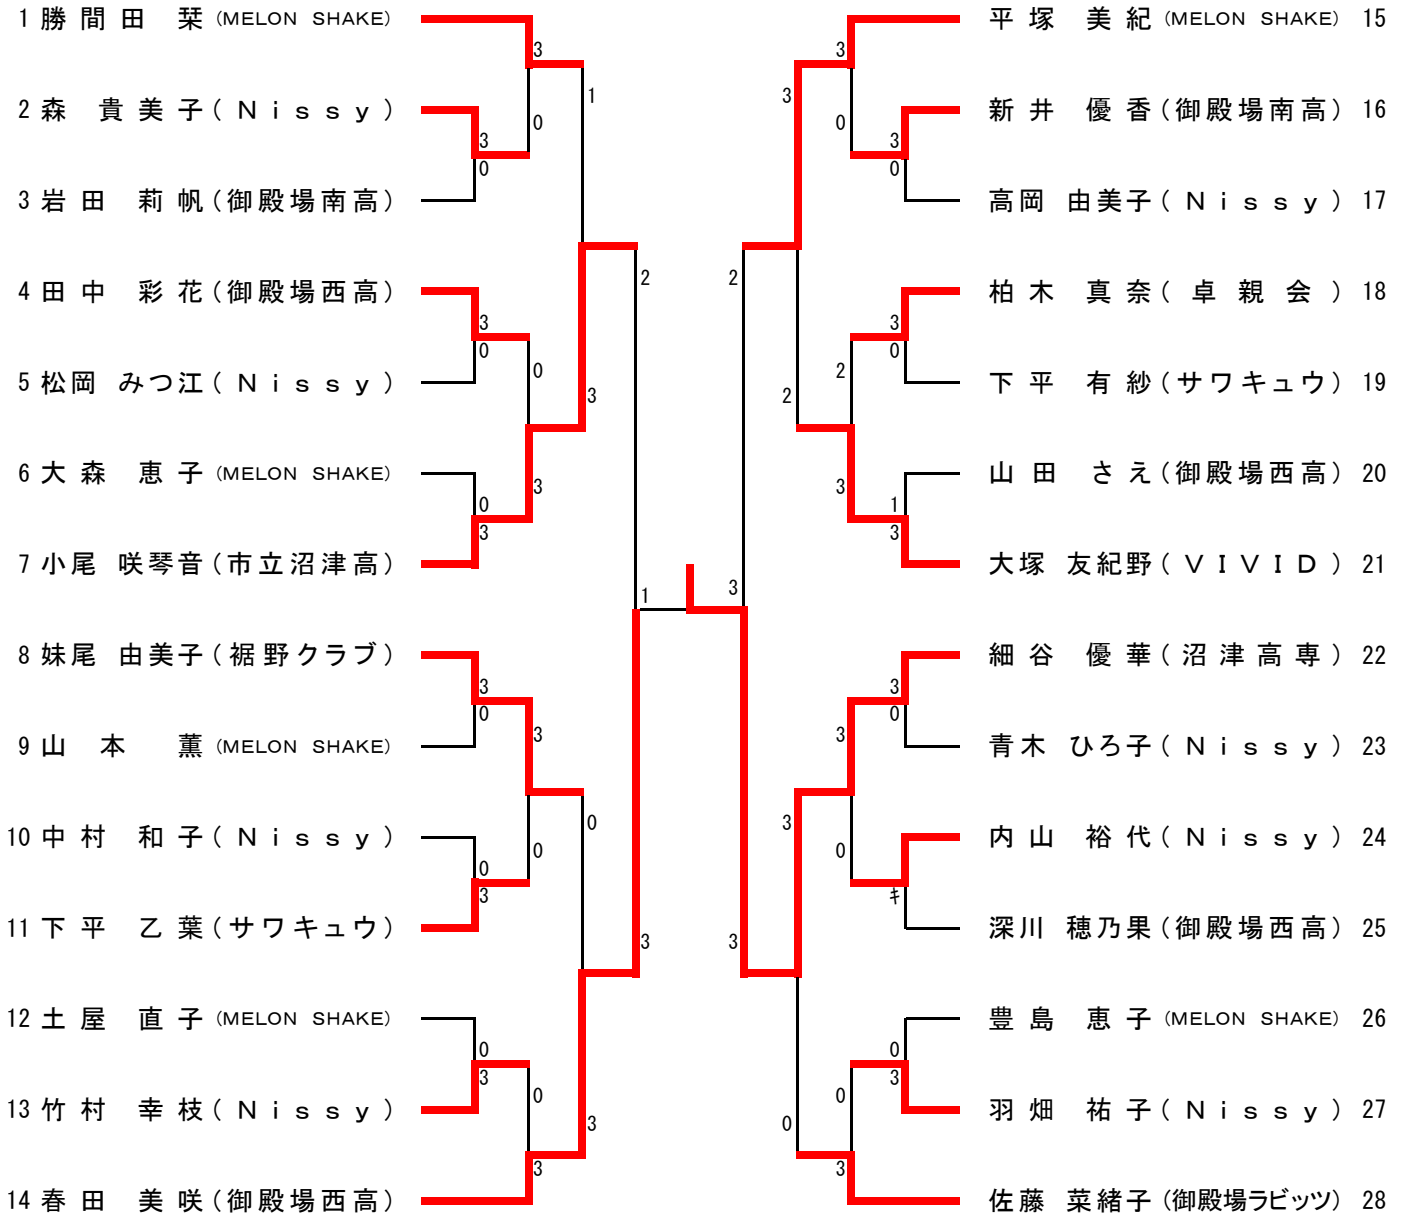 1 勝間田 栞 (MELON SHAKE)
2 森 貴美子 (Nissy)
3 岩田 莉帆 (御殿場南高)
4 田中 彩花 (御殿場西高)
5 松岡 みつ江 (Nissy)
6 大森 恵子 (MELON SHAKE)
7 小尾 咲琴音 (市立沼津高)
8 妹尾 由美子 (裾野クラブ)
9 山本 薫 (MELON SHAKE)
10 中村 和子 (Nissy)
11 下平 乙葉 (サワキュウ)
12 土屋 直子 (MELON SHAKE)
13 竹村 幸枝 (Nissy)
14 春田 美咲 (御殿場西高)
3
0
3
0
1
3
0
0
3
0
3
2
3
0
3
0
3
0
3
0
0
3
0
3
3
1
3
平塚 美紀 (MELON SHAKE) 15
新井 優香 (御殿場南高) 16
高岡 由美子 (Nissy) 17
柏木 真奈 (卓親会) 18
下平 有紗 (サワキュウ) 19
山田 さえ (御殿場西高) 20
大塚 友紀野 (VIVID) 21
細谷 優華 (沼津高専) 22
青木 ひろ子 (Nissy) 23
内山 裕代 (Nissy) 24
深川 穂乃果 (御殿場西高) 25
豊島 恵子 (MELON SHAKE) 26
羽畑 祐子 (Nissy) 27
佐藤 菜緒子 (御殿場ラビッツ) 28
3
0
3
0
3
2
3
0
2
3
1
3
2
3
3
0
3
0
キ
3
0
0
3
0
3
3